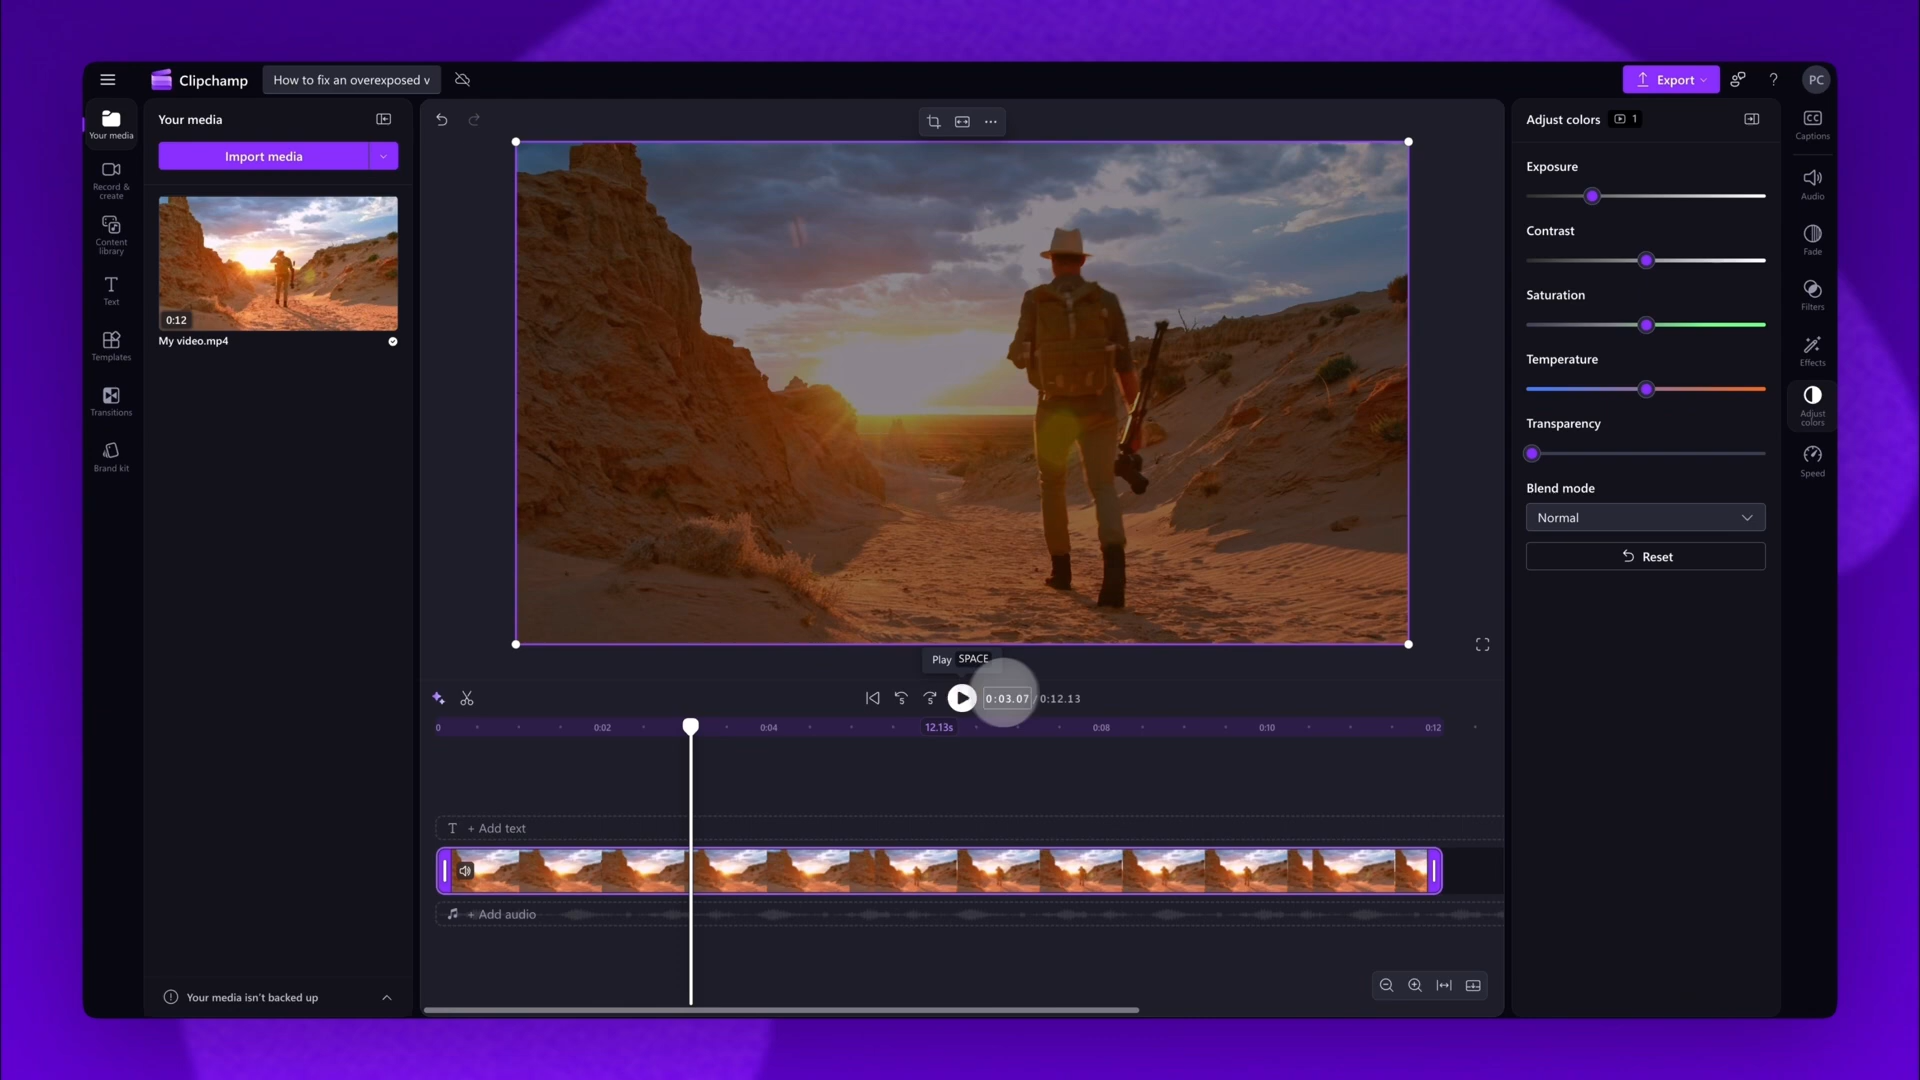 Clipchamp
How to fix an overexposed v
Export
?
PC
Your media
Record &
create
Content
library
Text
Templates
Transitions
Brand kit
Your media
Import media
0:12
My video.mp4
Your media isn't backed up
Play SPACE
5
5
0:03.07 / 0:12.13
0
0:02
0:04
12.13s
0:08
0:10
0:12
T + Add text
+ Add audio
Adjust colors 1
Exposure
Contrast
Saturation
Temperature
Transparency
Blend mode
Normal
Reset
CC
Captions
Audio
Fade
Filters
Effects
Adjust
colors
Speed